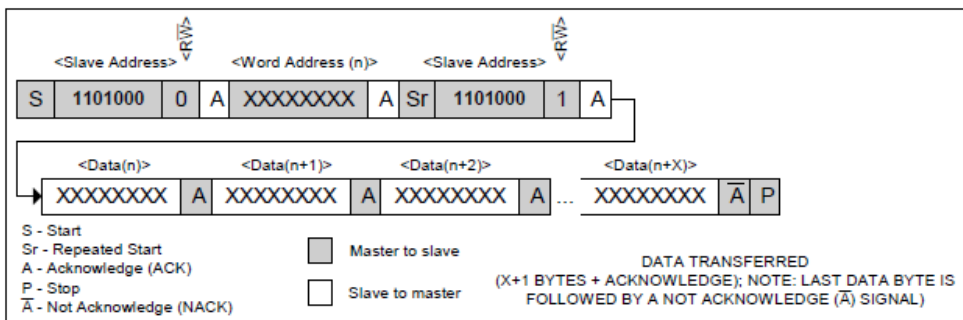 <RW̅> <RW̅>
<Slave Address> <Word Address (n)> <Slave Address>
S 1101000 0 A XXXXXXXX A Sr 1101000 1 A
<Data(n)> <Data(n+1)> <Data(n+2)> <Data(n+X)>
XXXXXXXX A XXXXXXXX A XXXXXXXX A ... XXXXXXXX A̅ P
S - Start
Sr - Repeated Start
A - Acknowledge (ACK)
P - Stop
A̅ - Not Acknowledge (NACK)
Master to slave
Slave to master
DATA TRANSFERRED
(X+1 BYTES + ACKNOWLEDGE); NOTE: LAST DATA BYTE IS
FOLLOWED BY A NOT ACKNOWLEDGE (A̅) SIGNAL)